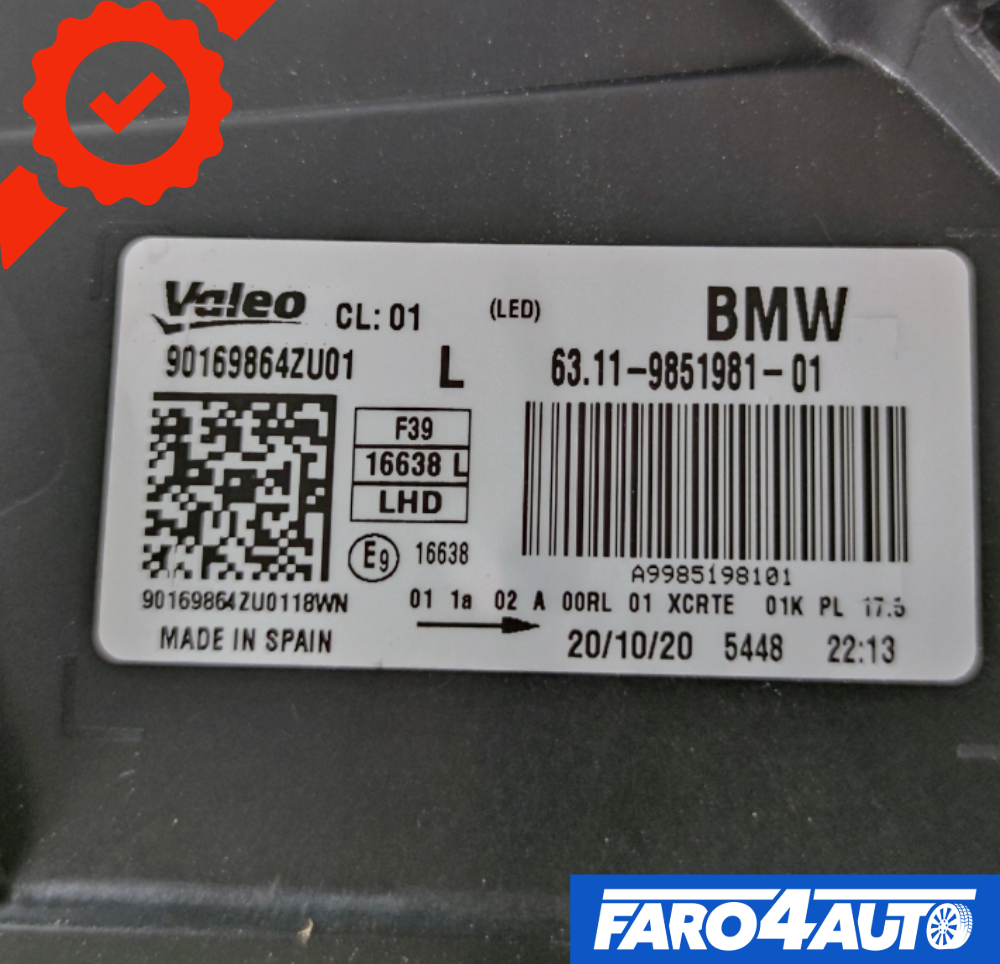 Valeo CL: 01 (LED) BMW
90169864ZU01 L 63.11-9851981-01
F39
16638 L
LHD
E9 16638
A9985198101
90169864ZU0118WN 01 1a 02 A 00RL 01 XCRTE 01K PL 17.5
MADE IN SPAIN 20/10/20 5448 22:13
FARO4AUTO